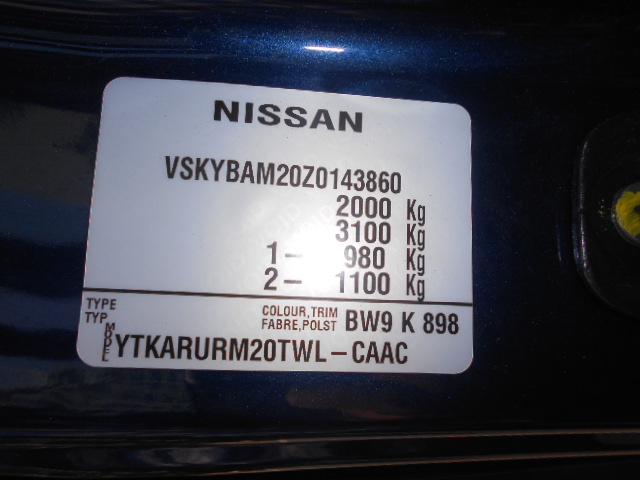 NISSAN
VSKYBAM20Z0143860
2000 Kg
3100 Kg
1- 980 Kg
2- 1100 Kg
TYPE COLOUR,TRIM
TYP FABRE,POLST BW9 K 898
MODEL YTKARURM20TWL-CAAC